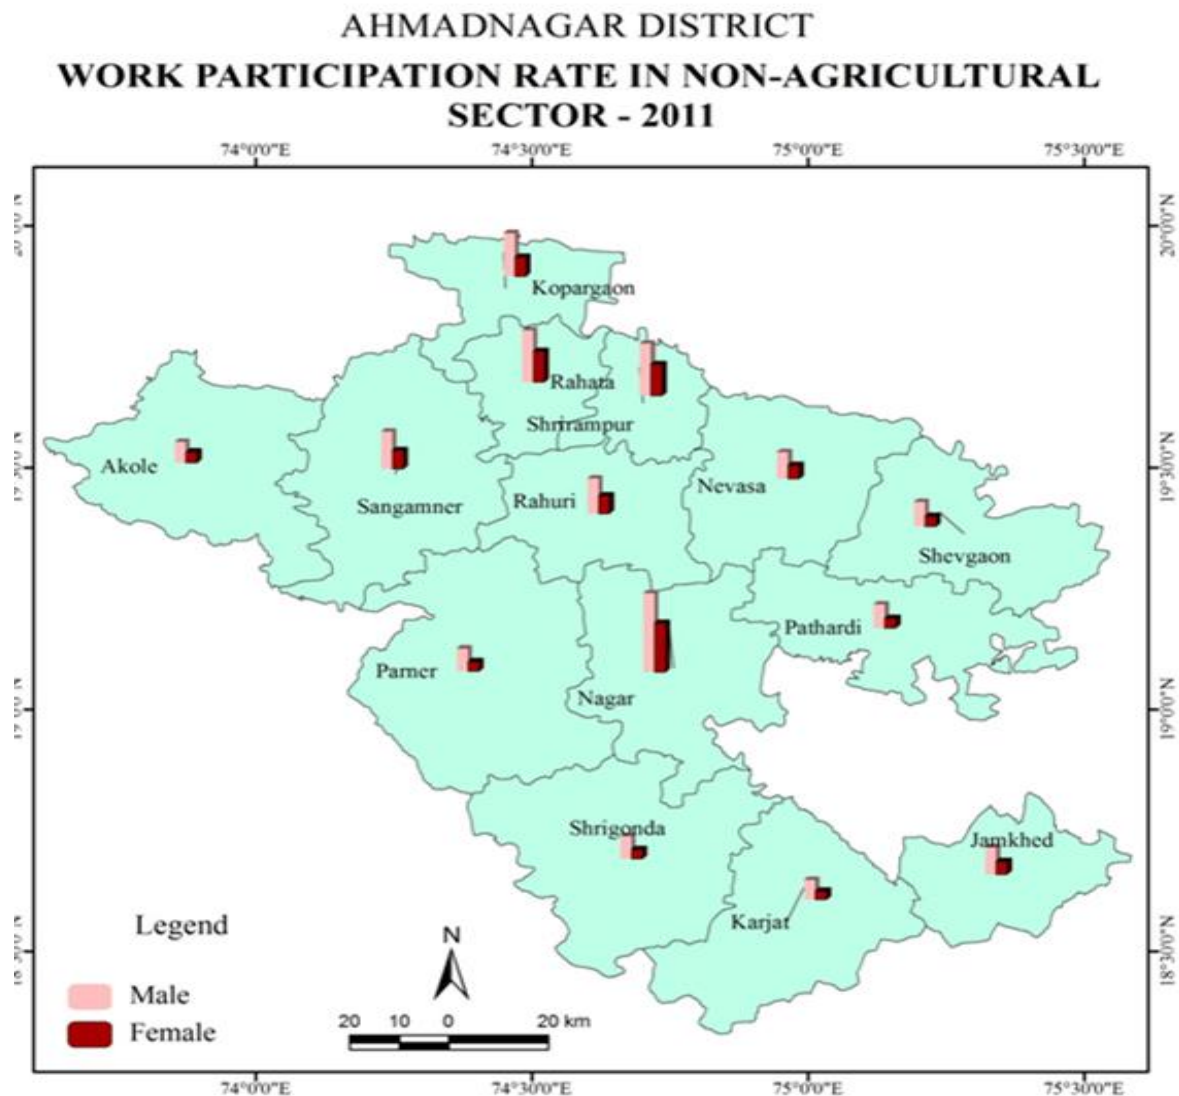 AHMADNAGAR DISTRICT
WORK PARTICIPATION RATE IN NON-AGRICULTURAL
SECTOR - 2011
74°0'0"E 74°30'0"E 75°0'0"E 75°30'0"E
20°0'0"N
Kopargaon
Rahata
Shrirampur
Akole
19°30'0"N
Nevasa
Rahuri
Sangamner
Shevgaon
Pathardi
Parner
Nagar
19°0'0"N
Shrigonda
Jamkhed
Karjat
Legend
N
18°30'0"N
Male
20 10 0 20 km
Female
74°0'0"E 74°30'0"E 75°0'0"E 75°30'0"E